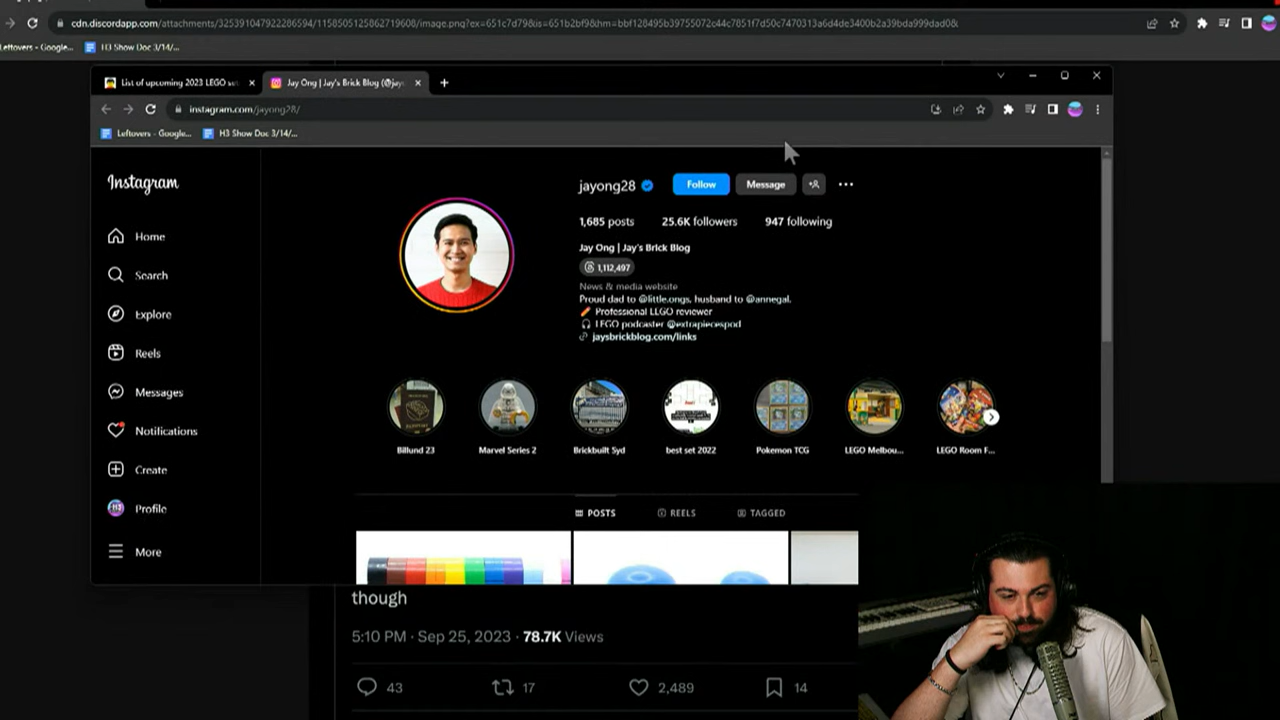 cdn.discordapp.com/attachments/325391047922286594/1158505125862719608/image.png?
Leftovers - Google...
H3 Show Doc 3/14/...
List of upcoming 2023 LEGO se
Jay Ong | Jay's Brick Blog (@jay
instagram.com/jayong28/
Leftovers - Google...
H3 Show Doc 3/14/...
Instagram
jayong28
Follow
Message
1,685 posts
25.6K followers
947 following
Jay Ong | Jay's Brick Blog
1,112,497
News & media website
Proud dad to @little.ongs, husband to @annegal.
Professional LEGO reviewer
LEGO podcaster @extrapiecespod
jaysbrickblog.com/links
Home
Search
Explore
Reels
Messages
Notifications
Create
Profile
More
Billund 23
Marvel Series 2
Brickbuilt Syd
best set 2022
Pokemon TCG
LEGO Melbou...
LEGO Room F...
POSTS
REELS
TAGGED
though
5:10 PM · Sep 25, 2023 · 78.7K Views
43
17
2,489
14